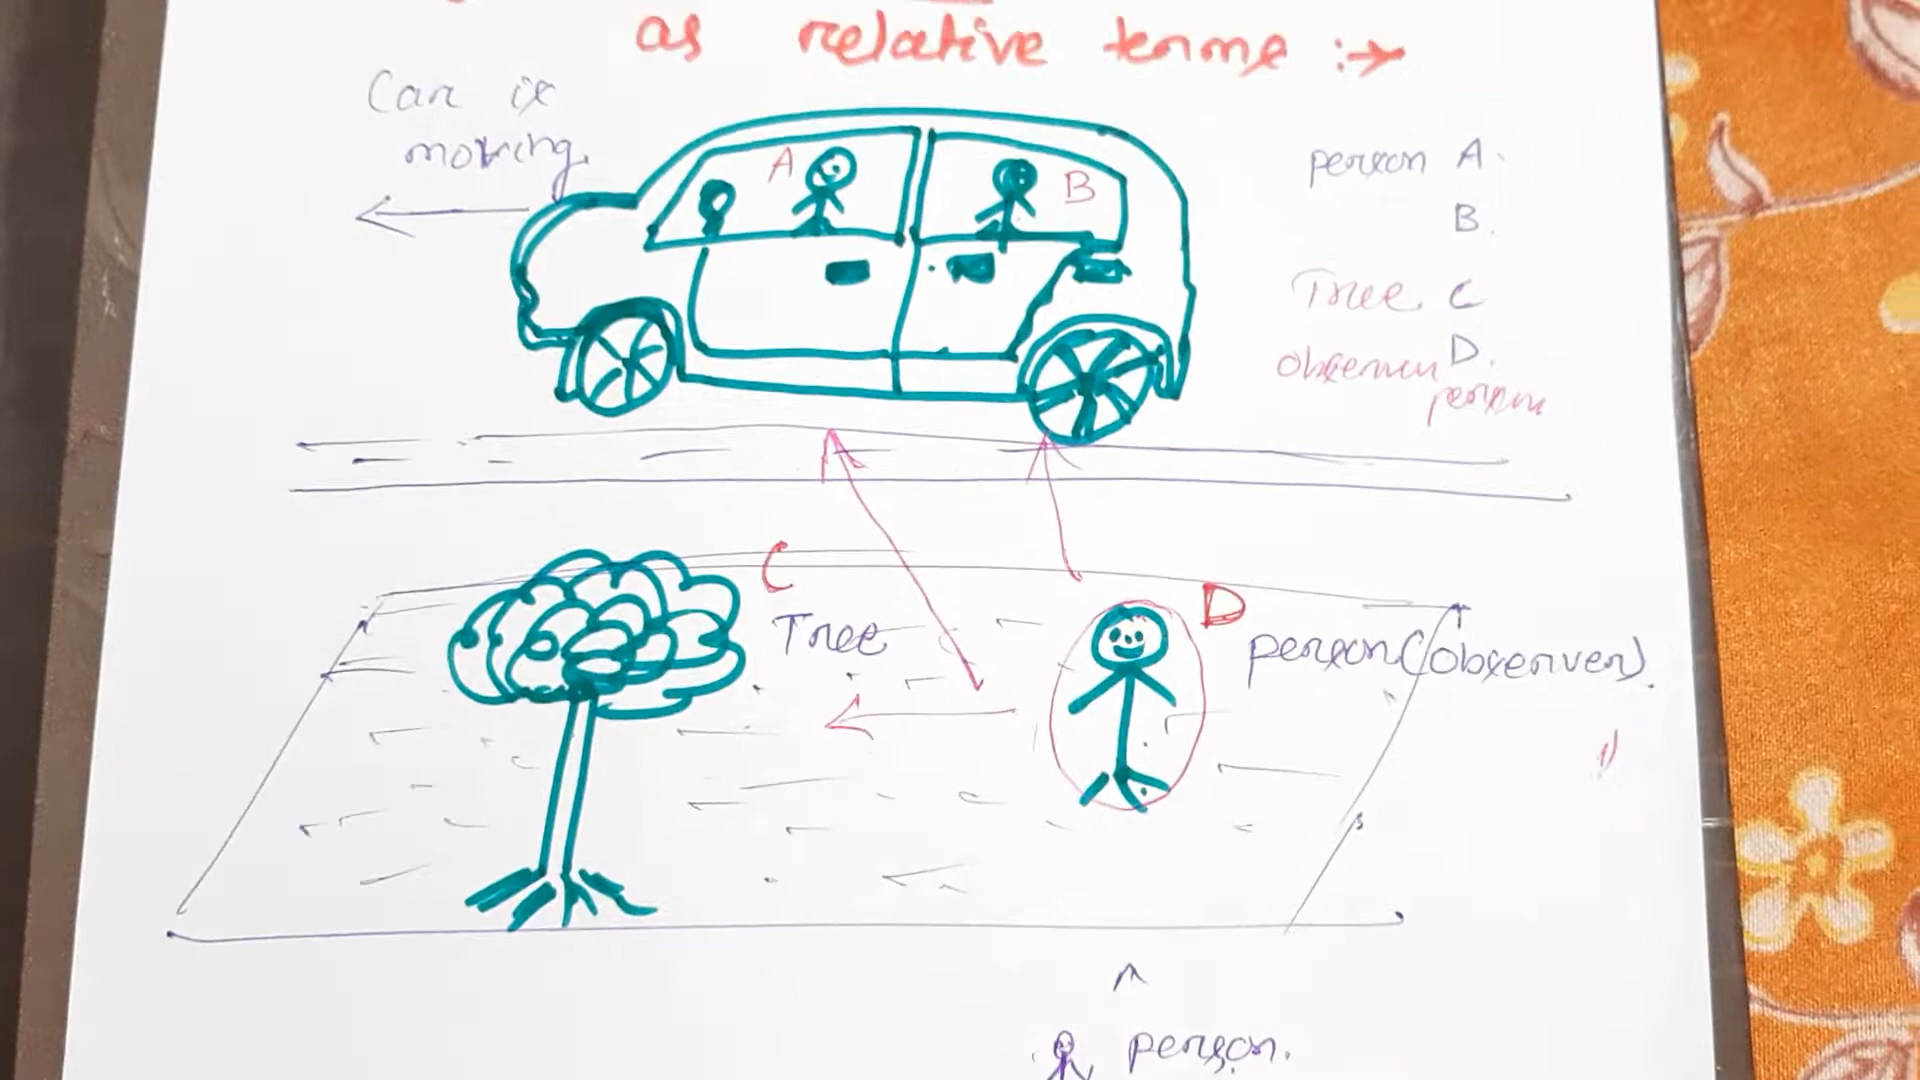 as relative terms :→
Car is
moving
A
B
person A.
B.
Tree C
observer D.
person
C
Tree
D
person (observer).
person.